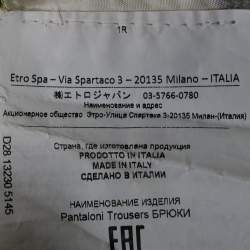 1R
Etro Spa – Via Spartaco 3 – 20135 Milano – ITALIA
㈱エトロジャパン 03-5766-0780
Наименование и адрес
Акционерное общество Этро-Улица Спартака 3-20135 Милан-(Италия)
Страна, где изготовлена продукция
PRODOTTO IN ITALIA
MADE IN ITALY
СДЕЛАНО В ИТАЛИИ
НАИМЕНОВАНИЕ ИЗДЕЛИЯ
Pantaloni Trousers БРЮКИ
EAC
D28 13230 5145